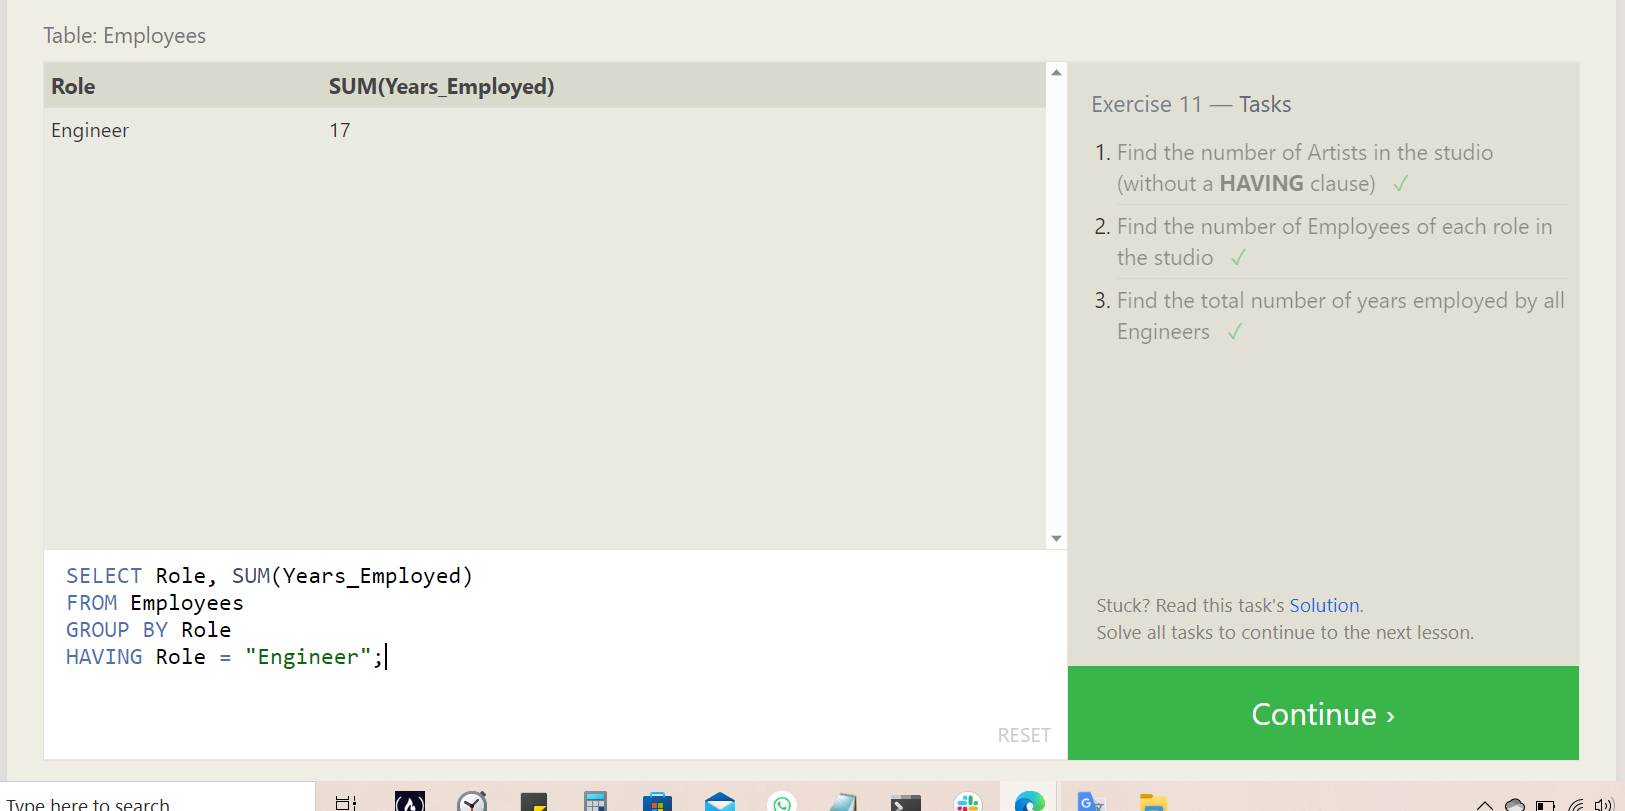 Table: Employees
Role SUM(Years_Employed)
Engineer 17
Exercise 11 — Tasks
1. Find the number of Artists in the studio
(without a HAVING clause) ✓
2. Find the number of Employees of each role in
the studio ✓
3. Find the total number of years employed by all
Engineers ✓
Stuck? Read this task's Solution.
Solve all tasks to continue to the next lesson.
Continue ›
SELECT Role, SUM(Years_Employed)
FROM Employees
GROUP BY Role
HAVING Role = "Engineer";
RESET
Type here to search